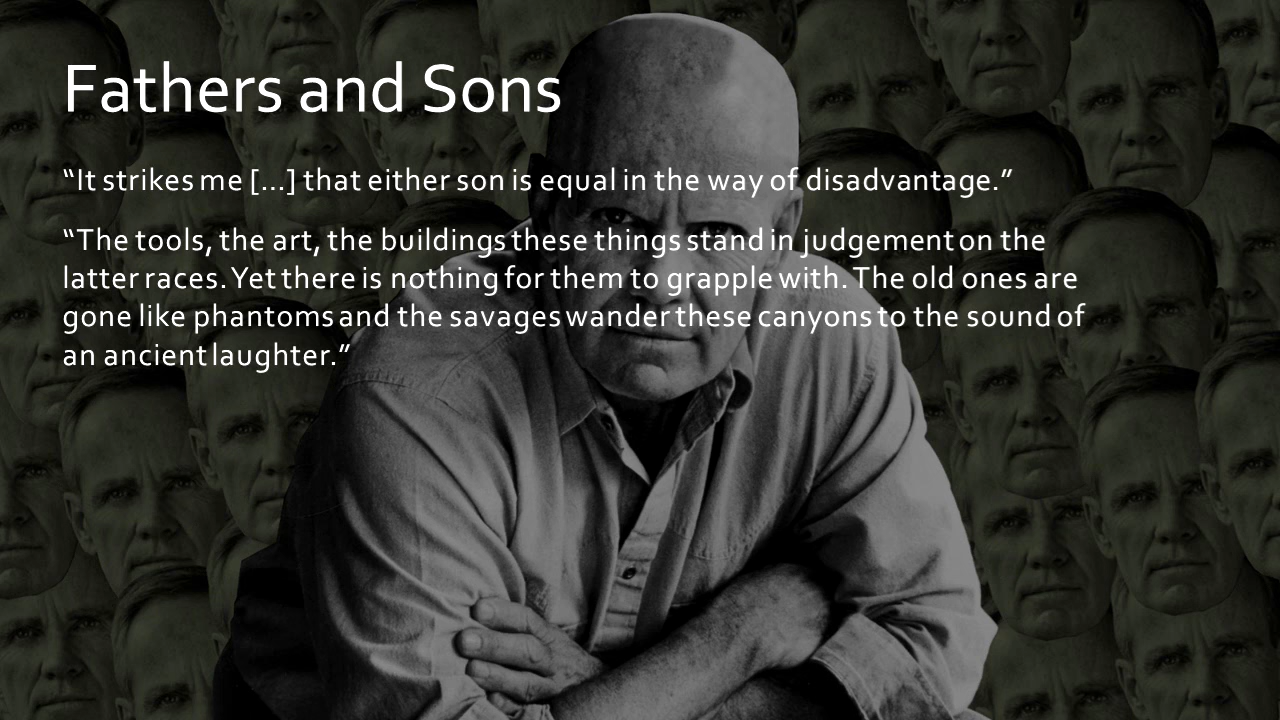 Fathers and Sons
“It strikes me […] that either son is equal in the way of disadvantage.”
“The tools, the art, the buildings these things stand in judgement on the
latter races. Yet there is nothing for them to grapple with. The old ones are
gone like phantoms and the savages wander these canyons to the sound of
an ancient laughter.”